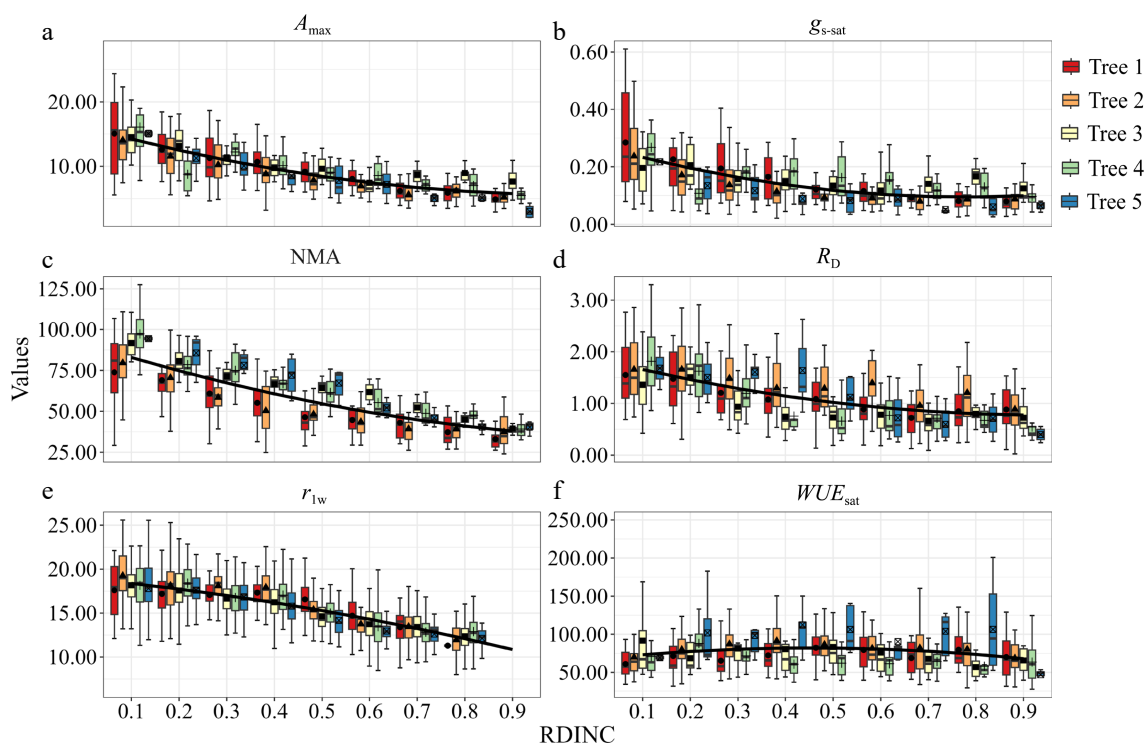 a
Amax
20.00
10.00
b
gs-sat
0.60
0.40
0.20
0.00
Tree 1
Tree 2
Tree 3
Tree 4
Tree 5
c
NMA
125.00
100.00
75.00
50.00
25.00
d
RD
3.00
2.00
1.00
0.00
Values
e
r1w
25.00
20.00
15.00
10.00
f
WUEsat
250.00
200.00
150.00
100.00
50.00
0.1 0.2 0.3 0.4 0.5 0.6 0.7 0.8 0.9
0.1 0.2 0.3 0.4 0.5 0.6 0.7 0.8 0.9
RDINC